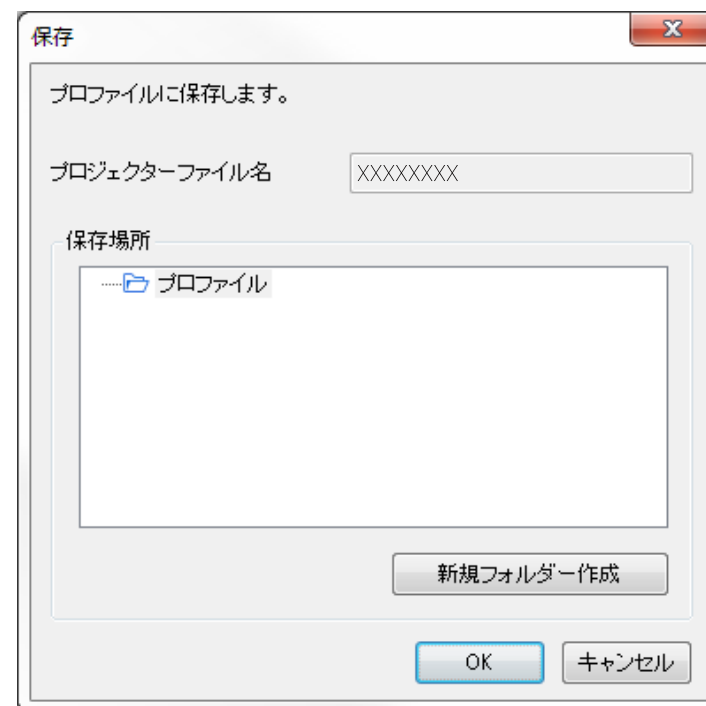 保存
プロファイルに保存します。
プロジェクターファイル名 XXXXXXXX
保存場所
プロファイル
新規フォルダー作成
OK キャンセル